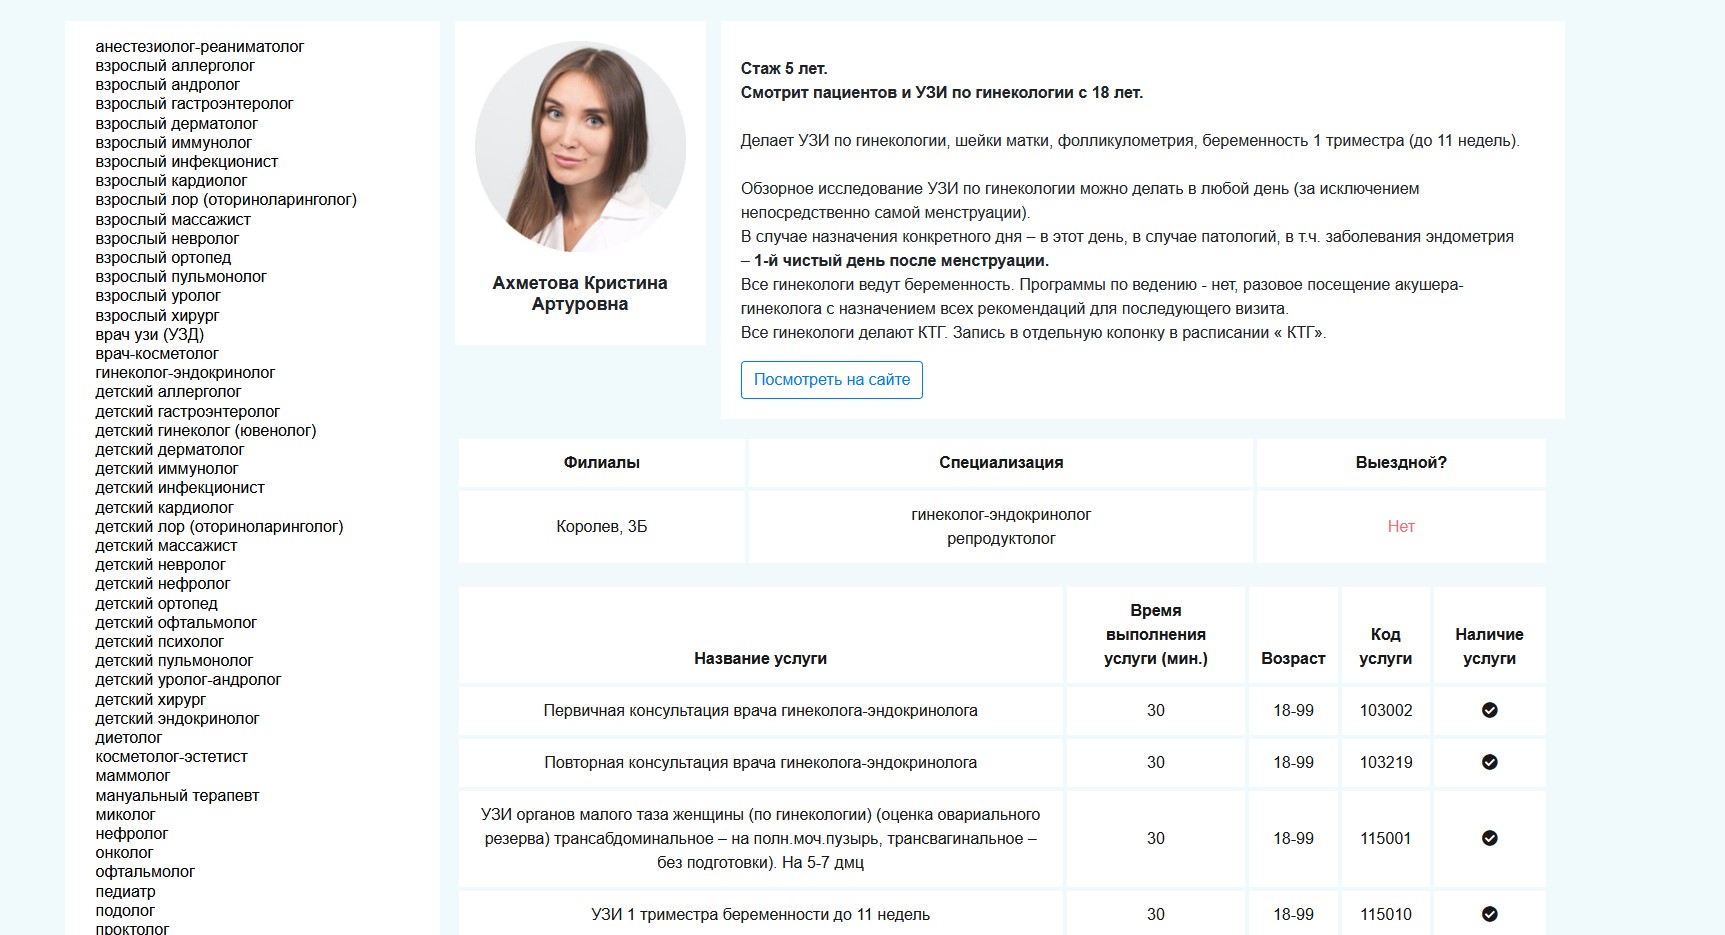 анестезиолог-реаниматолог
взрослый аллерголог
взрослый андролог
взрослый гастроэнтеролог
взрослый дерматолог
взрослый иммунолог
взрослый инфекционист
взрослый кардиолог
взрослый лор (оториноларинголог)
взрослый массажист
взрослый невролог
взрослый ортопед
взрослый пульмонолог
взрослый уролог
взрослый хирург
врач узи (УЗД)
врач-косметолог
гинеколог-эндокринолог
детский аллерголог
детский гастроэнтеролог
детский гинеколог (ювенолог)
детский дерматолог
детский иммунолог
детский инфекционист
детский кардиолог
детский лор (оториноларинголог)
детский массажист
детский невролог
детский нефролог
детский ортопед
детский офтальмолог
детский психолог
детский пульмонолог
детский уролог-андролог
детский хирург
детский эндокринолог
диетолог
косметолог-эстетист
маммолог
мануальный терапевт
миколог
нефролог
онколог
офтальмолог
педиатр
подолог
проктолог
Ахметова Кристина
Артуровна
Стаж 5 лет.
Смотрит пациентов и УЗИ по гинекологии с 18 лет.
Делает УЗИ по гинекологии, шейки матки, фолликулометрия, беременность 1 триместра (до 11 недель).
Обзорное исследование УЗИ по гинекологии можно делать в любой день (за исключением
непосредственно самой менструации).
В случае назначения конкретного дня – в этот день, в случае патологий, в т.ч. заболевания эндометрия
– 1-й чистый день после менструации.
Все гинекологи ведут беременность. Программы по ведению - нет, разовое посещение акушера-
гинеколога с назначением всех рекомендаций для последующего визита.
Все гинекологи делают КТГ. Запись в отдельную колонку в расписании « КТГ».
Посмотреть на сайте
Филиалы Специализация Выездной?
Королев, 3Б гинеколог-эндокринолог Нет
репродуктолог
Название услуги Время выполнения услуги (мин.) Возраст Код услуги Наличие услуги
Первичная консультация врача гинеколога-эндокринолога 30 18-99 103002
Повторная консультация врача гинеколога-эндокринолога 30 18-99 103219
УЗИ органов малого таза женщины (по гинекологии) (оценка овариального
резерва) трансабдоминальное – на полн.моч.пузырь, трансвагинальное – 30 18-99 115001
без подготовки). На 5-7 дмц
УЗИ 1 триместра беременности до 11 недель 30 18-99 115010